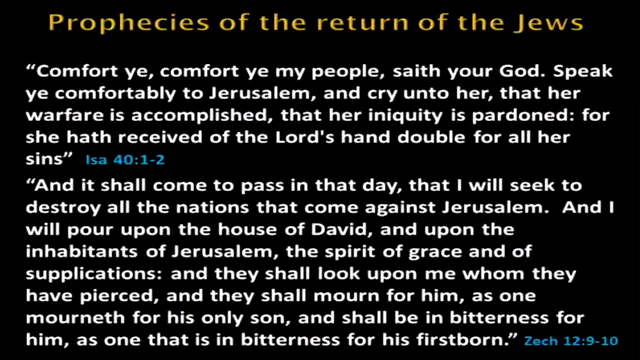 Prophecies of the return of the Jews
“Comfort ye, comfort ye my people, saith your God. Speak
ye comfortably to Jerusalem, and cry unto her, that her
warfare is accomplished, that her iniquity is pardoned: for
she hath received of the Lord's hand double for all her
sins” Isa 40:1-2
“And it shall come to pass in that day, that I will seek to
destroy all the nations that come against Jerusalem. And I
will pour upon the house of David, and upon the
inhabitants of Jerusalem, the spirit of grace and of
supplications: and they shall look upon me whom they
have pierced, and they shall mourn for him, as one
mourneth for his only son, and shall be in bitterness for
him, as one that is in bitterness for his firstborn.” Zech 12:9-10